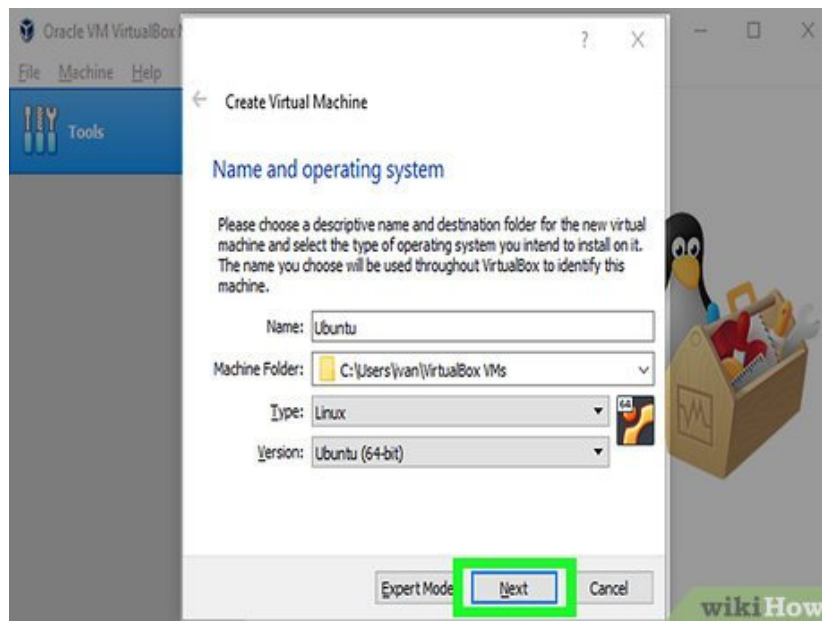 Oracle VM VirtualBox
File Machine Help
Tools
?
Create Virtual Machine
Name and operating system
Please choose a descriptive name and destination folder for the new virtual
machine and select the type of operating system you intend to install on it.
The name you choose will be used throughout VirtualBox to identify this
machine.
Name: Ubuntu
Machine Folder: C:\Users\ivan\VirtualBox VMs
Type: Linux
64
Version: Ubuntu (64-bit)
Expert Mode Next Cancel
wikiHow